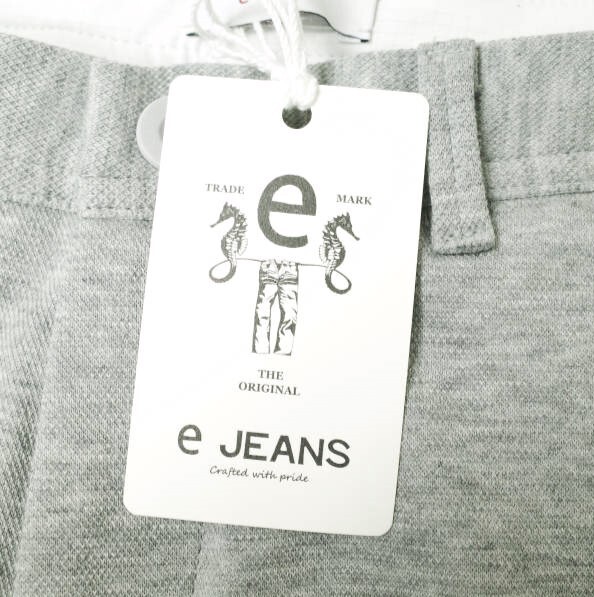 e
TRADE e MARK
THE
ORIGINAL
e JEANS
Crafted with pride